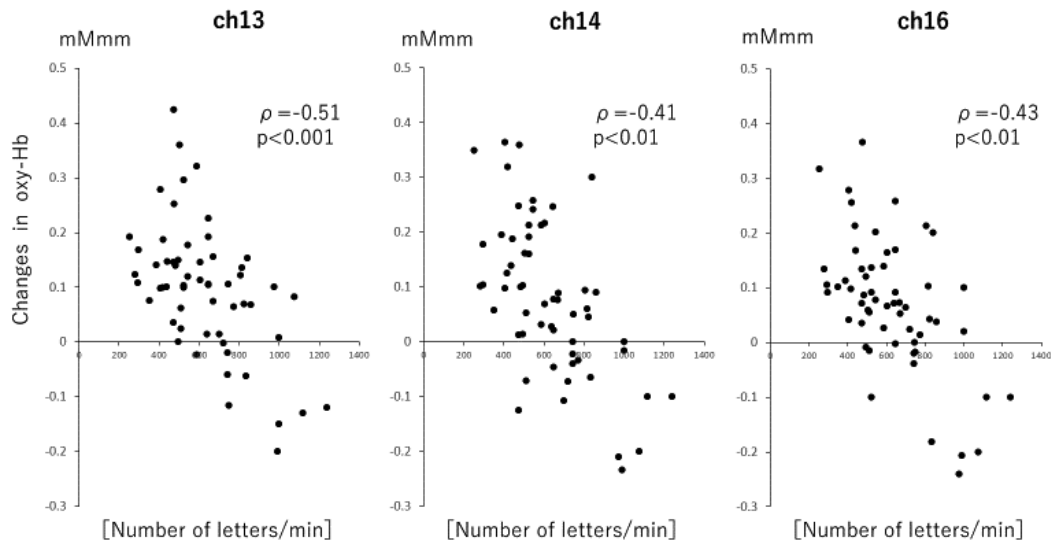 ch13
mMmm
0.5
0.4
0.3
0.2
0.1
0
-0.1
-0.2
-0.3
0 200 400 600 800 1000 1200 1400
ρ=-0.51
p<0.001
Changes in oxy-Hb
[Number of letters/min]
ch14
mMmm
0.5
0.4
0.3
0.2
0.1
0
-0.1
-0.2
-0.3
0 200 400 600 800 1000 1200 1400
ρ=-0.41
p<0.01
[Number of letters/min]
ch16
mMmm
0.5
0.4
0.3
0.2
0.1
0
-0.1
-0.2
-0.3
0 200 400 600 800 1000 1200 1400
ρ=-0.43
p<0.01
[Number of letters/min]